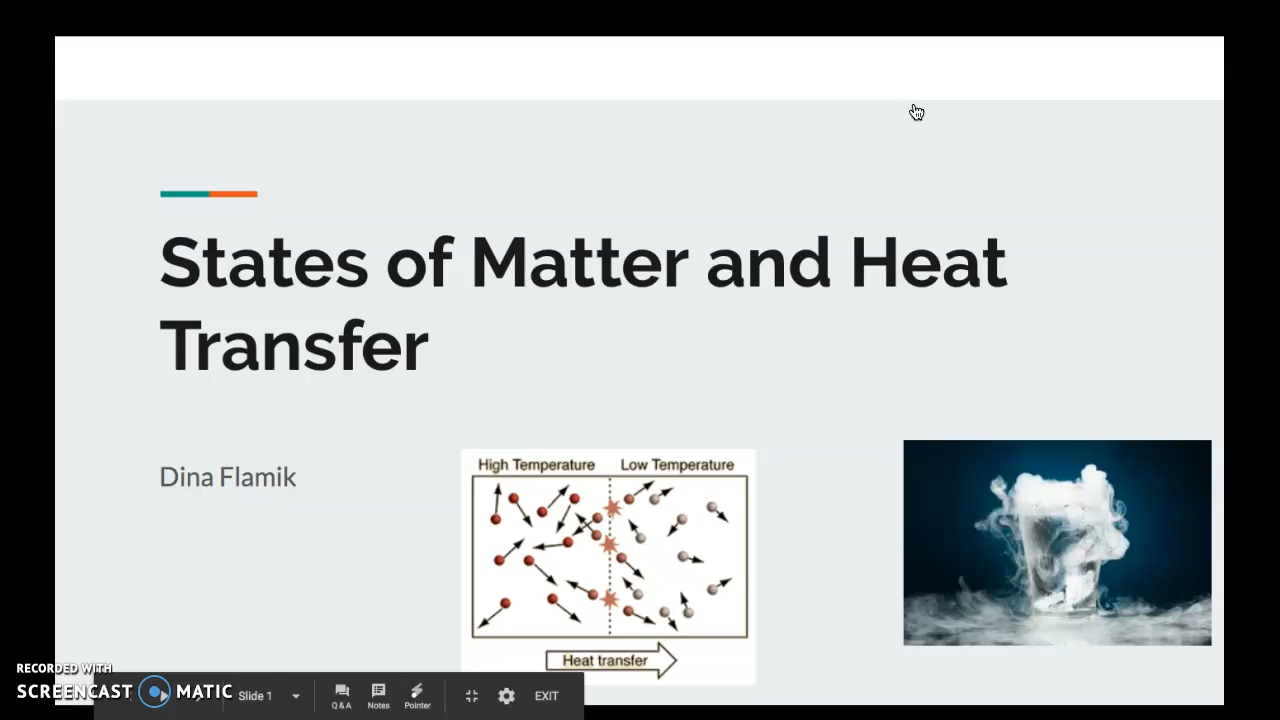 States of Matter and Heat
Transfer
Dina Flamik
High Temperature Low Temperature
Heat transfer
RECORDED WITH
SCREENCAST MATIC
Slide 1
Q & A Notes Pointer
EXIT